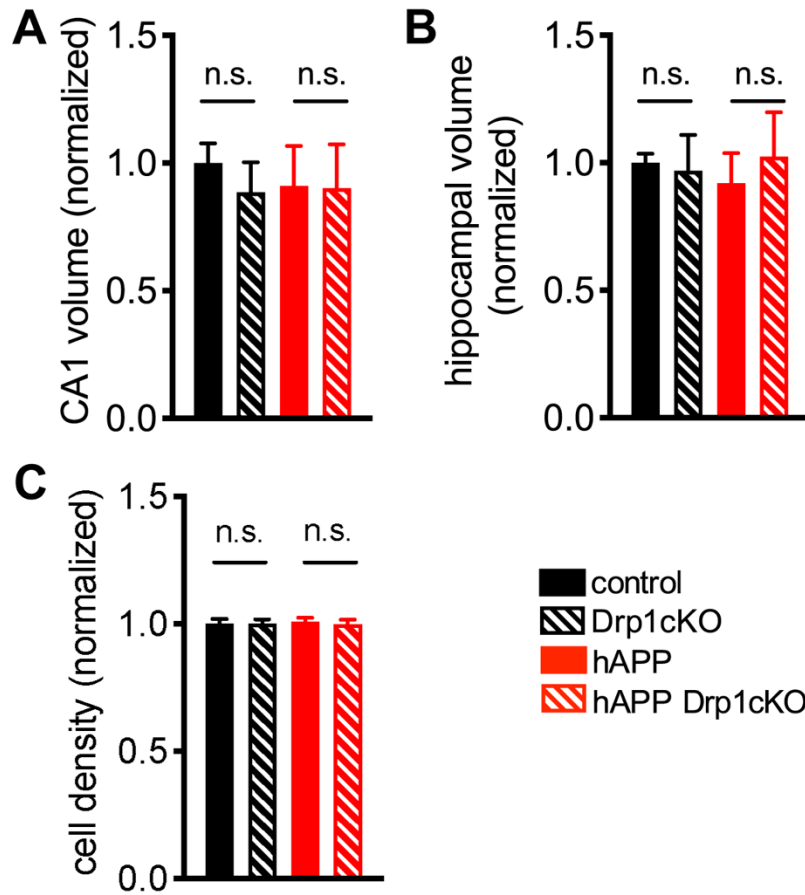 A
CA1 volume (normalized)
1.5
1.0
0.5
0.0
n.s.
n.s.
B
hippocampal volume
(normalized)
1.5
1.0
0.5
0.0
n.s.
n.s.
C
cell density (normalized)
1.5
1.0
0.5
0.0
n.s.
n.s.
control
Drp1cKO
hAPP
hAPP Drp1cKO